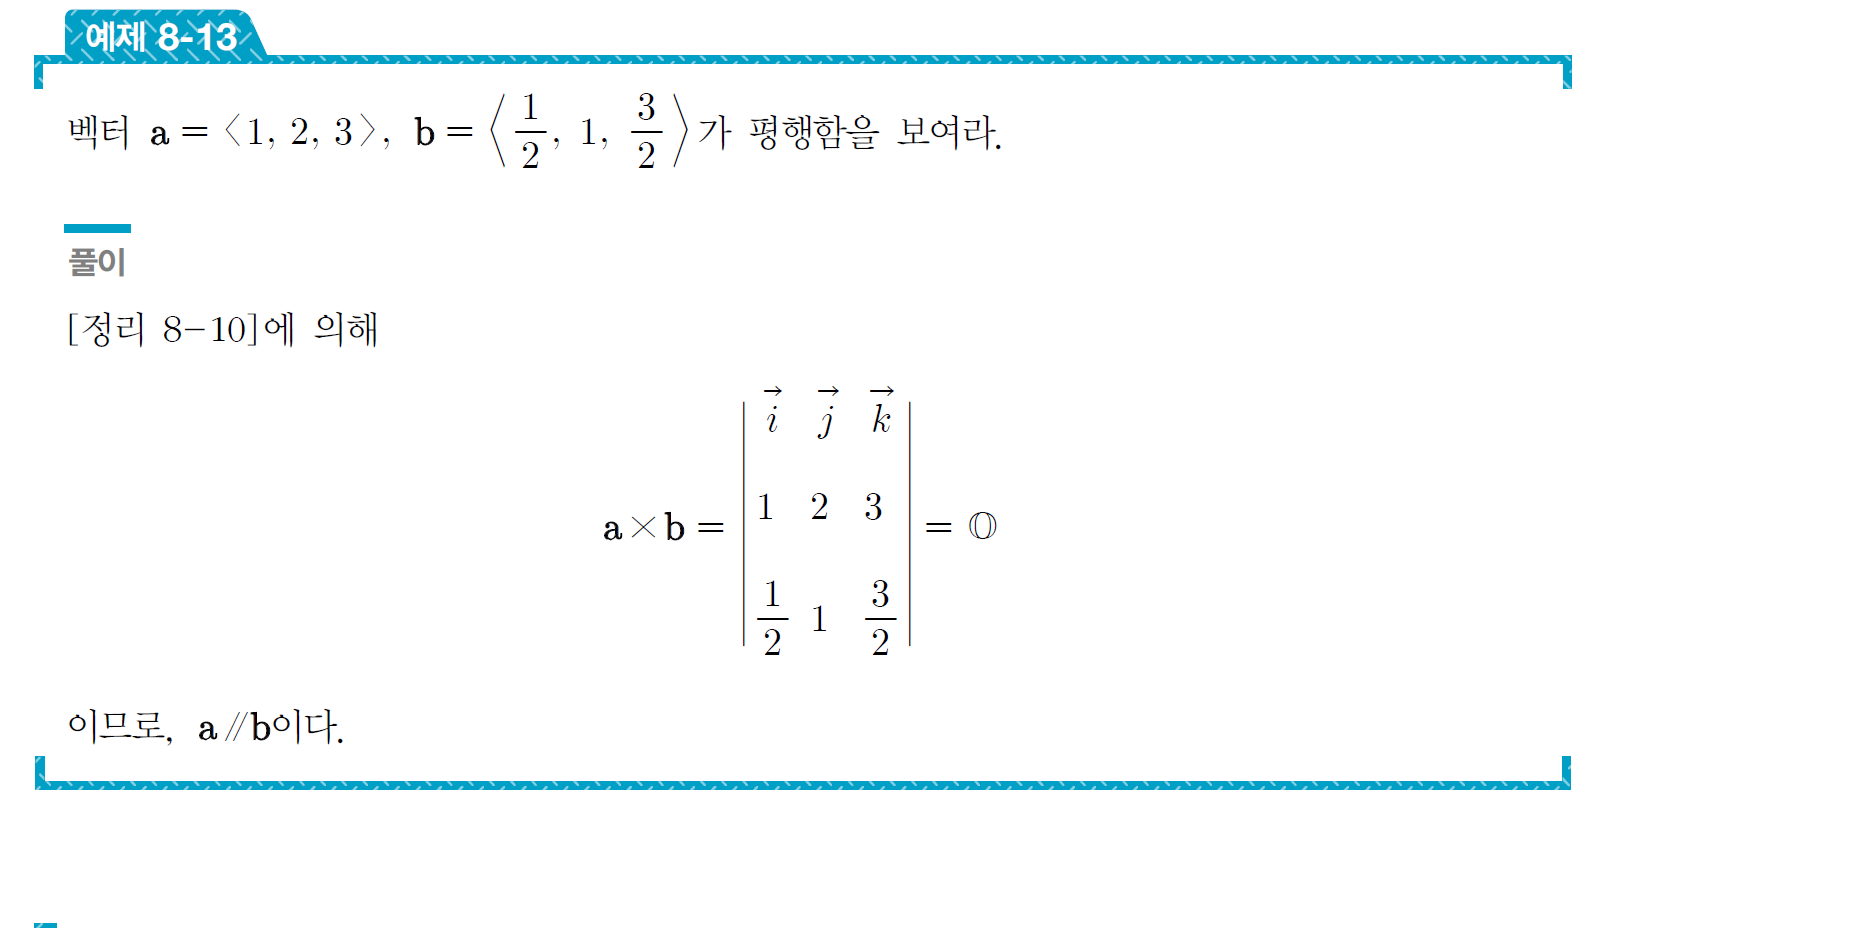 예제 8-13
벡터 a = 〈1, 2, 3〉, b = 〈1/2, 1, 3/2〉가 평행함을 보여라.
풀이
[정리 8-10]에 의해
a×b = | i⃗ j⃗ k⃗ ; 1 2 3 ; 1/2 1 3/2 | = 𝕆
이므로, a⫽b이다.